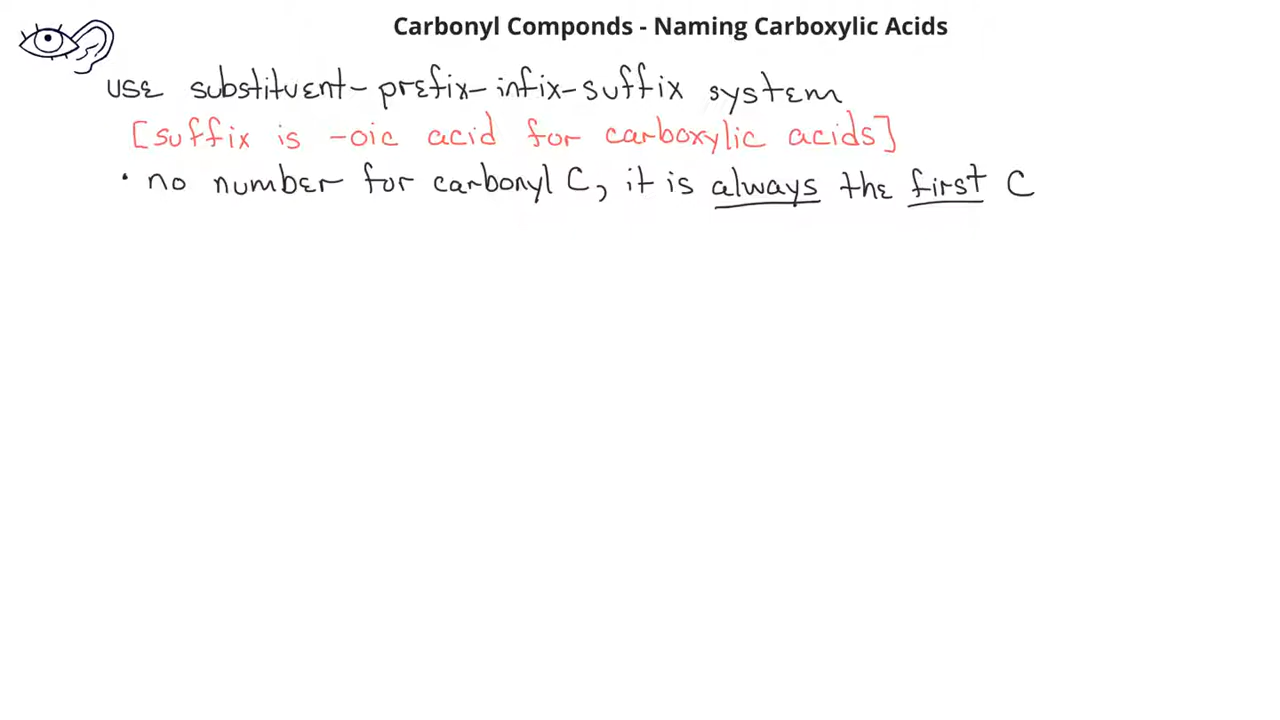 Carbonyl Componds - Naming Carboxylic Acids
use substituent-prefix-infix-suffix system
[suffix is -oic acid for carboxylic acids]
• no number for carbonyl C, it is always the first C